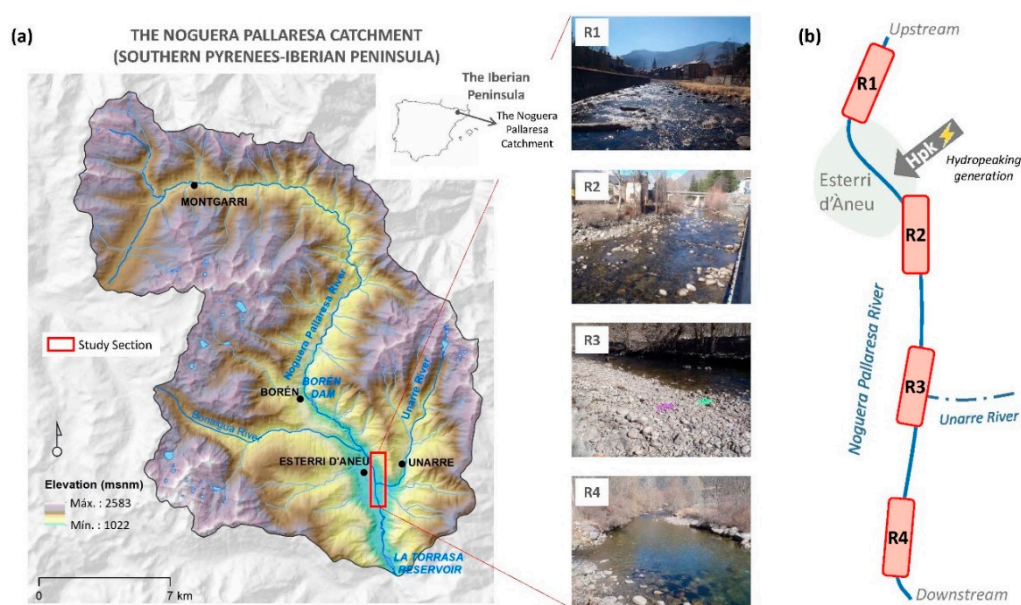 (a)
THE NOGUERA PALLARESA CATCHMENT
(SOUTHERN PYRENEES-IBERIAN PENINSULA)
The Iberian
Peninsula
The Noguera
Pallaresa
Catchment
MONTGARRI
Study Section
Noguera Pallaresa River
BORÉN
BORÉN
DAM
Unarre River
Bonaigua River
ESTERRI D'ANEU
UNARRE
Elevation (msnm)
Máx. : 2583
Mín. : 1022
LA TORRASA
RESERVOIR
0
7 km
R1
R2
R3
R4
(b)
Upstream
R1
Hpk
Hydropeaking
generation
Esterri
d'Àneu
R2
Noguera Pallaresa River
R3
Unarre River
R4
Downstream